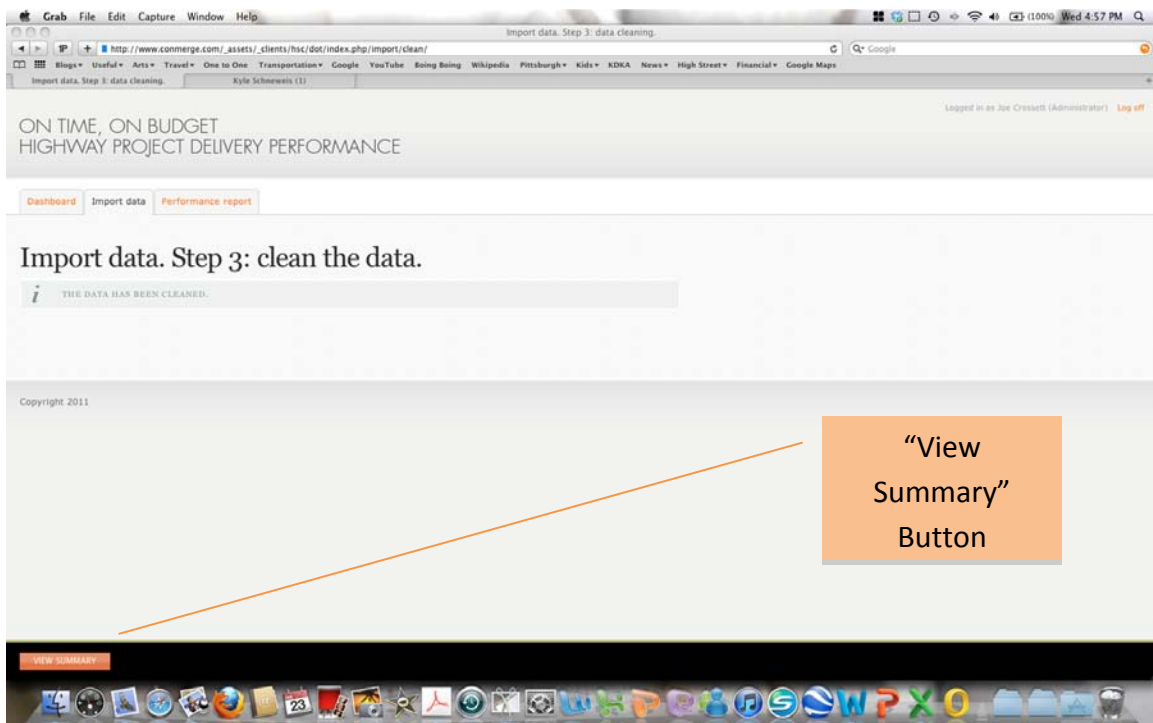 Grab File Edit Capture Window Help (100%) Wed 4:57 PM
Import data. Step 3: data cleaning.
1P + http://www.conmerge.com/_assets/_clients/hsc/dot/index.php/import/clean/ Google
Blogs Useful Arts Travel One to One Transportation Google YouTube Boing Boing Wikipedia Pittsburgh Kids KDKA News High Street Financial Google Maps
Import data. Step 3: data cleaning. Kyle Schneweis (1)
Logged in as Joe Crossett (Administrator) Log off
ON TIME, ON BUDGET
HIGHWAY PROJECT DELIVERY PERFORMANCE
Dashboard Import data Performance report
Import data. Step 3: clean the data.
i THE DATA HAS BEEN CLEANED.
Copyright 2011
“View
Summary”
Button
VIEW SUMMARY
23